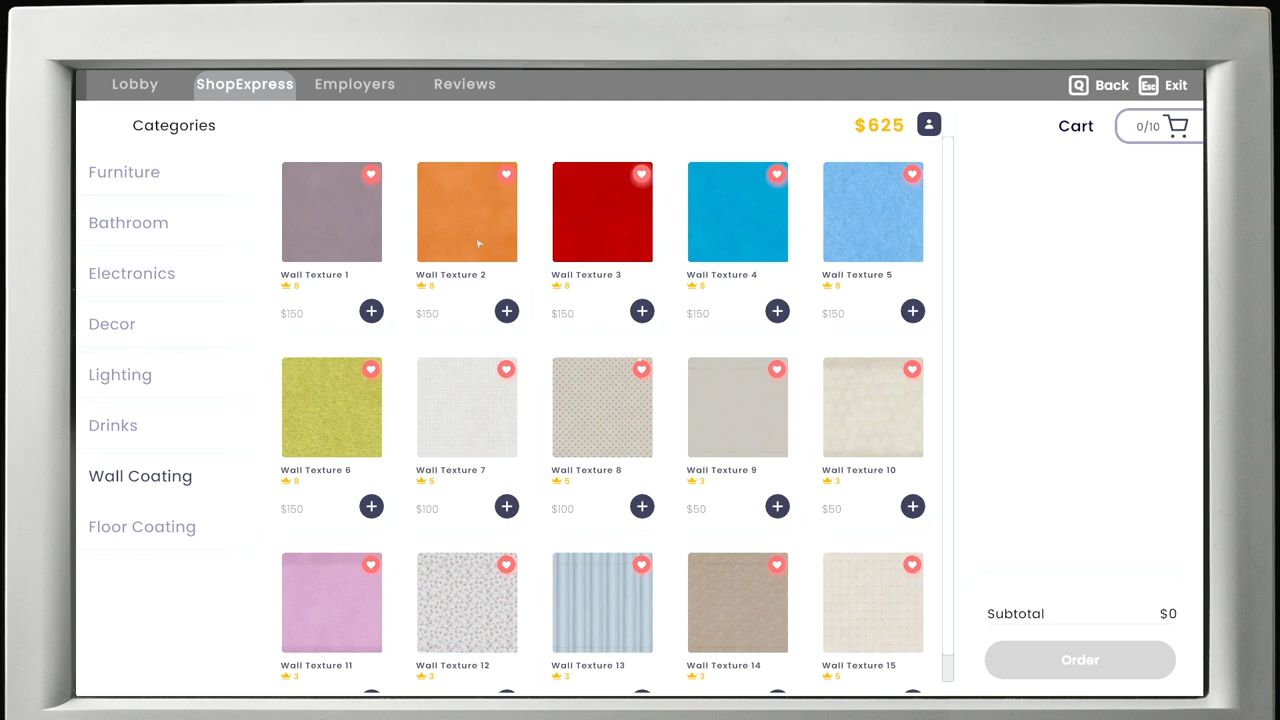 Lobby ShopExpress Employers Reviews Q Back Esc Exit
Categories $625 Cart 0/10
Furniture
Bathroom
Electronics
Decor
Lighting
Drinks
Wall Coating
Floor Coating
Wall Texture 1 Wall Texture 2 Wall Texture 3 Wall Texture 4 Wall Texture 5
8 8 8 8 8
$150 $150 $150 $150 $150
Wall Texture 6 Wall Texture 7 Wall Texture 8 Wall Texture 9 Wall Texture 10
8 5 5 3 3
$150 $100 $100 $50 $50
Wall Texture 11 Wall Texture 12 Wall Texture 13 Wall Texture 14 Wall Texture 15
3 3 3 3 5
Subtotal $0
Order